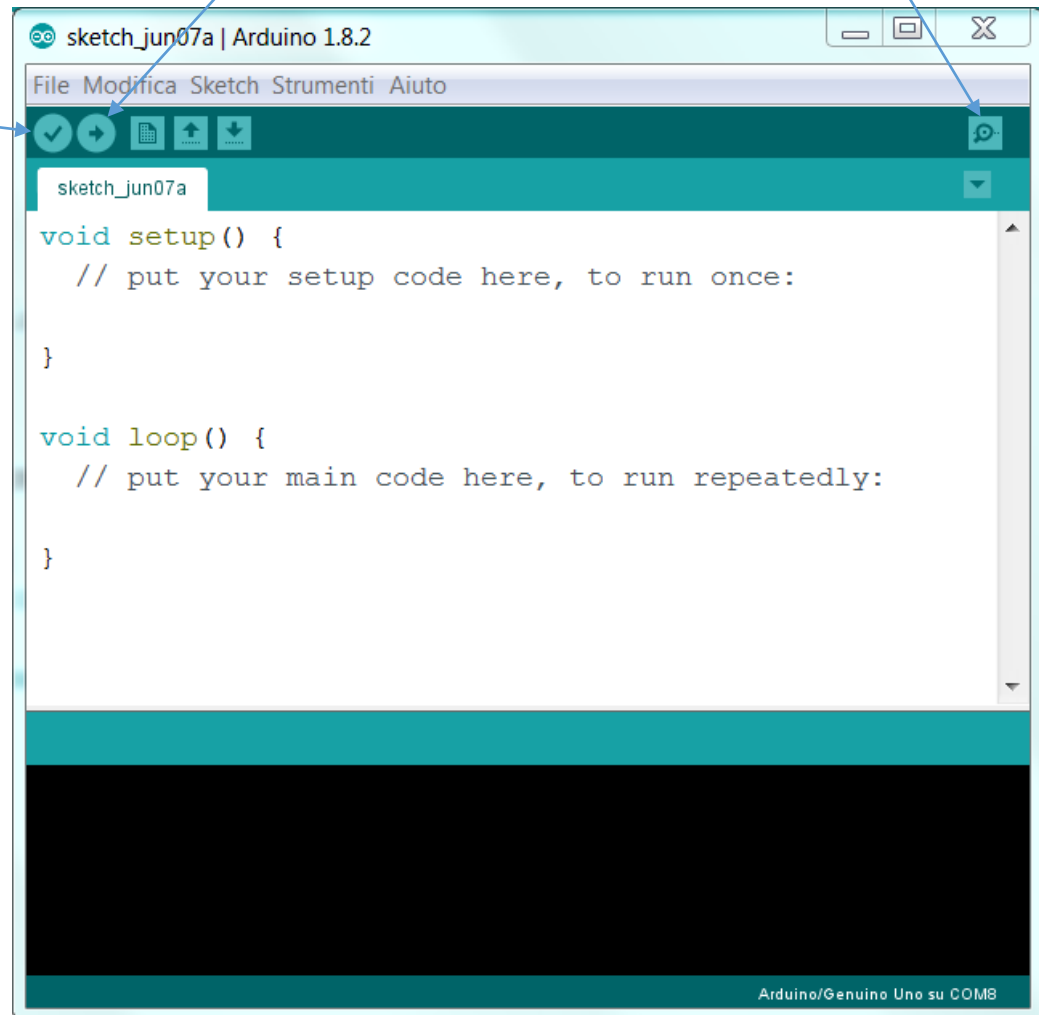 sketch_jun07a | Arduino 1.8.2
File Modifica Sketch Strumenti Aiuto
sketch_jun07a
void setup() {
  // put your setup code here, to run once:
}
void loop() {
  // put your main code here, to run repeatedly:
}
Arduino/Genuino Uno su COM8